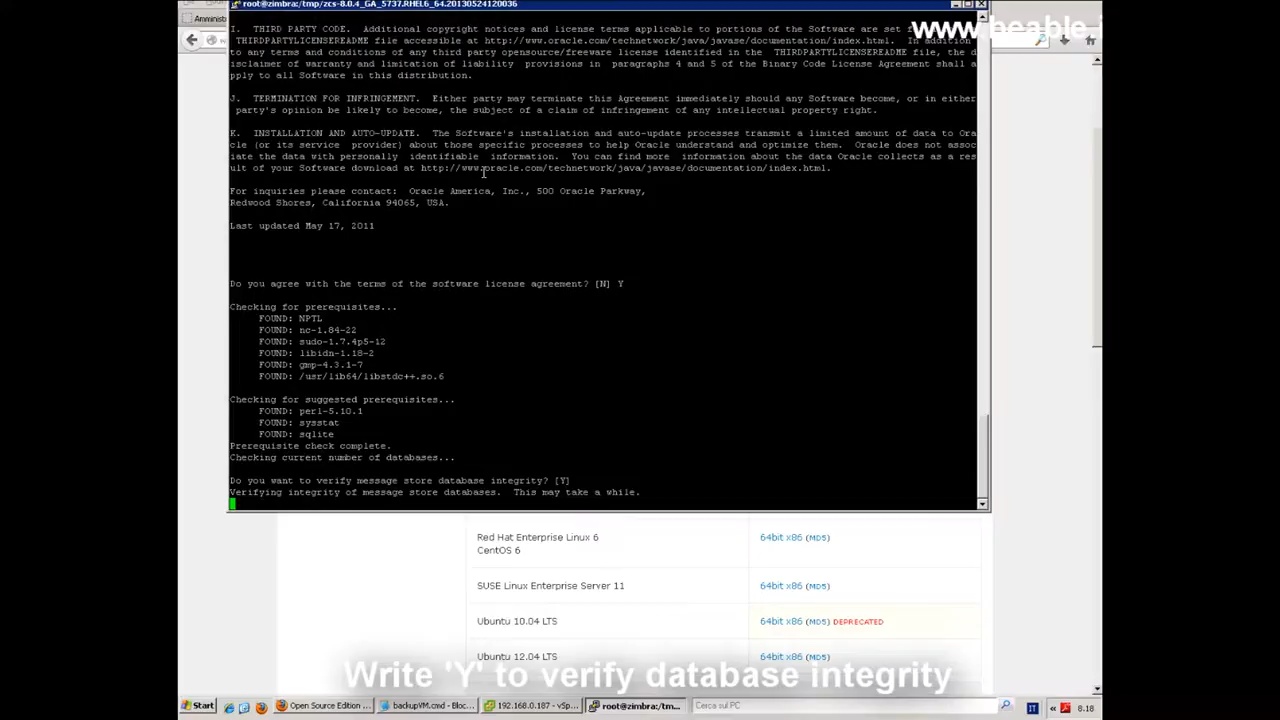 root@zimbra:/tmp/zcs-8.0.4_GA_5737.RHEL6_64.20130524120036
Amminist
www.beable.i
I.  THIRD PARTY CODE.  Additional copyright notices and license terms applicable to portions of the Software are set f
THIRDPARTYLICENSEREADME file accessible at http://www.oracle.com/technetwork/java/javase/documentation/index.html.  In addition
to any terms and conditions of any third party opensource/freeware license identified in the THIRDPARTYLICENSEREADME file, the d
isclaimer of warranty and limitation of liability  provisions in  paragraphs 4 and 5 of the Binary Code License Agreement shall a
pply to all Software in this distribution.
J.  TERMINATION FOR INFRINGEMENT.  Either party may terminate this Agreement immediately should any Software become, or in either
party's opinion be likely to become, the subject of a claim of infringement of any intellectual property right.
K.  INSTALLATION AND AUTO-UPDATE.  The Software's installation and auto-update processes transmit a limited amount of data to Ora
cle (or its service  provider) about those specific processes to help Oracle understand and optimize them.  Oracle does not assoc
iate the data with personally  identifiable  information.  You can find more  information about the data Oracle collects as a res
ult of your Software download at http://www.oracle.com/technetwork/java/javase/documentation/index.html.
For inquiries please contact:  Oracle America, Inc., 500 Oracle Parkway,
Redwood Shores, California 94065, USA.
Last updated May 17, 2011
Do you agree with the terms of the software license agreement? [N] Y
Checking for prerequisites...
FOUND: NPTL
FOUND: nc-1.84-22
FOUND: sudo-1.7.4p5-12
FOUND: libidn-1.18-2
FOUND: gmp-4.3.1-7
FOUND: /usr/lib64/libstdc++.so.6
Checking for suggested prerequisites...
FOUND: perl-5.10.1
FOUND: sysstat
FOUND: sqlite
Prerequisite check complete.
Checking current number of databases...
Do you want to verify message store database integrity? [Y]
Verifying integrity of message store databases.  This may take a while.
Red Hat Enterprise Linux 6
CentOS 6
64bit x86 (MD5)
SUSE Linux Enterprise Server 11
64bit x86 (MD5)
Ubuntu 10.04 LTS
64bit x86 (MD5) DEPRECATED
Ubuntu 12.04 LTS
64bit x86 (MD5)
Write 'Y' to verify database integrity
Start
Open Source Edition ...
backupVM.cmd - Bloc...
192.168.0.187 - vSp...
root@zimbra:/tm...
Cerca sul PC
IT
8.18